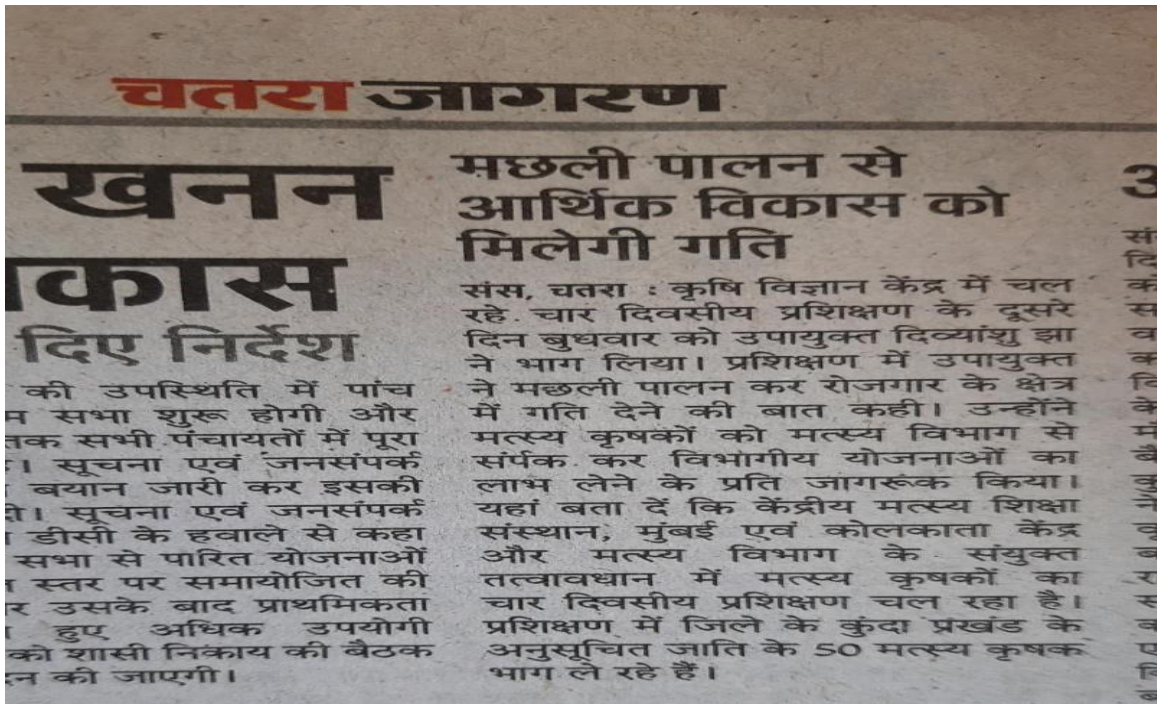 चतरा जागरण
खनन
कास
दिए निर्देश
की उपस्थिति में पांच
सभा शुरू होगी और
तक सभी पंचायतों में पूरा
। सूचना एवं जनसंपर्क
बयान जारी कर इसकी
। सूचना एवं जनसंपर्क
डीसी के हवाले से कहा
सभा से पारित योजनाओं
स्तर पर समायोजित की
र उसके बाद प्राथमिकता
हुए अधिक उपयोगी
को शासी निकाय की बैठक
की जाएगी।
मछली पालन से
आर्थिक विकास को
मिलेगी गति
संस, चतरा : कृषि विज्ञान केंद्र में चल
रहे चार दिवसीय प्रशिक्षण के दूसरे
दिन बुधवार को उपायुक्त दिव्यांशु झा
ने भाग लिया। प्रशिक्षण में उपायुक्त
ने मछली पालन कर रोजगार के क्षेत्र
में गति देने की बात कही। उन्होंने
मत्स्य कृषकों को मत्स्य विभाग से
संर्पक कर विभागीय योजनाओं का
लाभ लेने के प्रति जागरूक किया।
यहां बता दें कि केंद्रीय मत्स्य शिक्षा
संस्थान, मुंबई एवं कोलकाता केंद्र
और मत्स्य विभाग के संयुक्त
तत्वावधान में मत्स्य कृषकों का
चार दिवसीय प्रशिक्षण चल रहा है।
प्रशिक्षण में जिले के कुंदा प्रखंड के
अनुसूचित जाति के 50 मत्स्य कृषक
भाग ले रहे हैं।